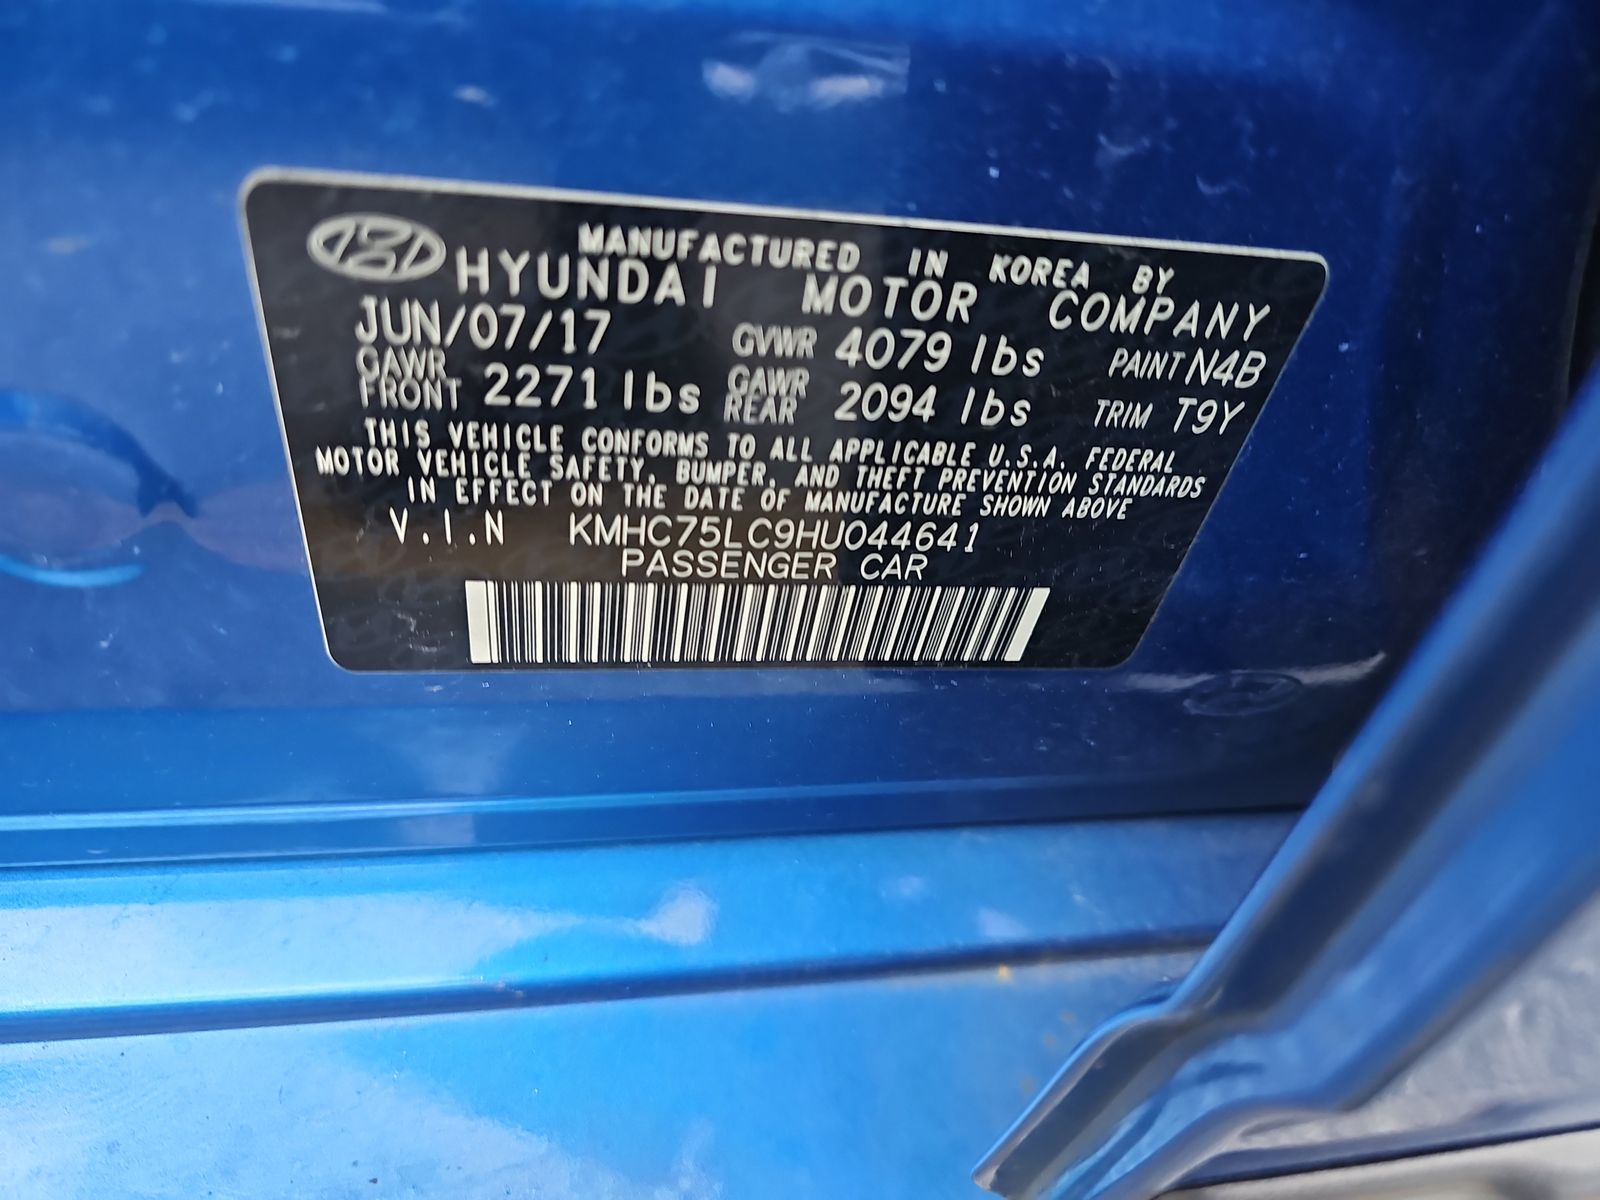 MANUFACTURED IN KOREA BY
HYUNDAI MOTOR COMPANY
JUN/07/17 GVWR 4079 lbs PAINT N4B
GAWR FRONT 2271 lbs GAWR REAR 2094 lbs TRIM T9Y
THIS VEHICLE CONFORMS TO ALL APPLICABLE U.S.A. FEDERAL
MOTOR VEHICLE SAFETY, BUMPER, AND THEFT PREVENTION STANDARDS
IN EFFECT ON THE DATE OF MANUFACTURE SHOWN ABOVE
V.I.N KMHC75LC9HU044641
PASSENGER CAR